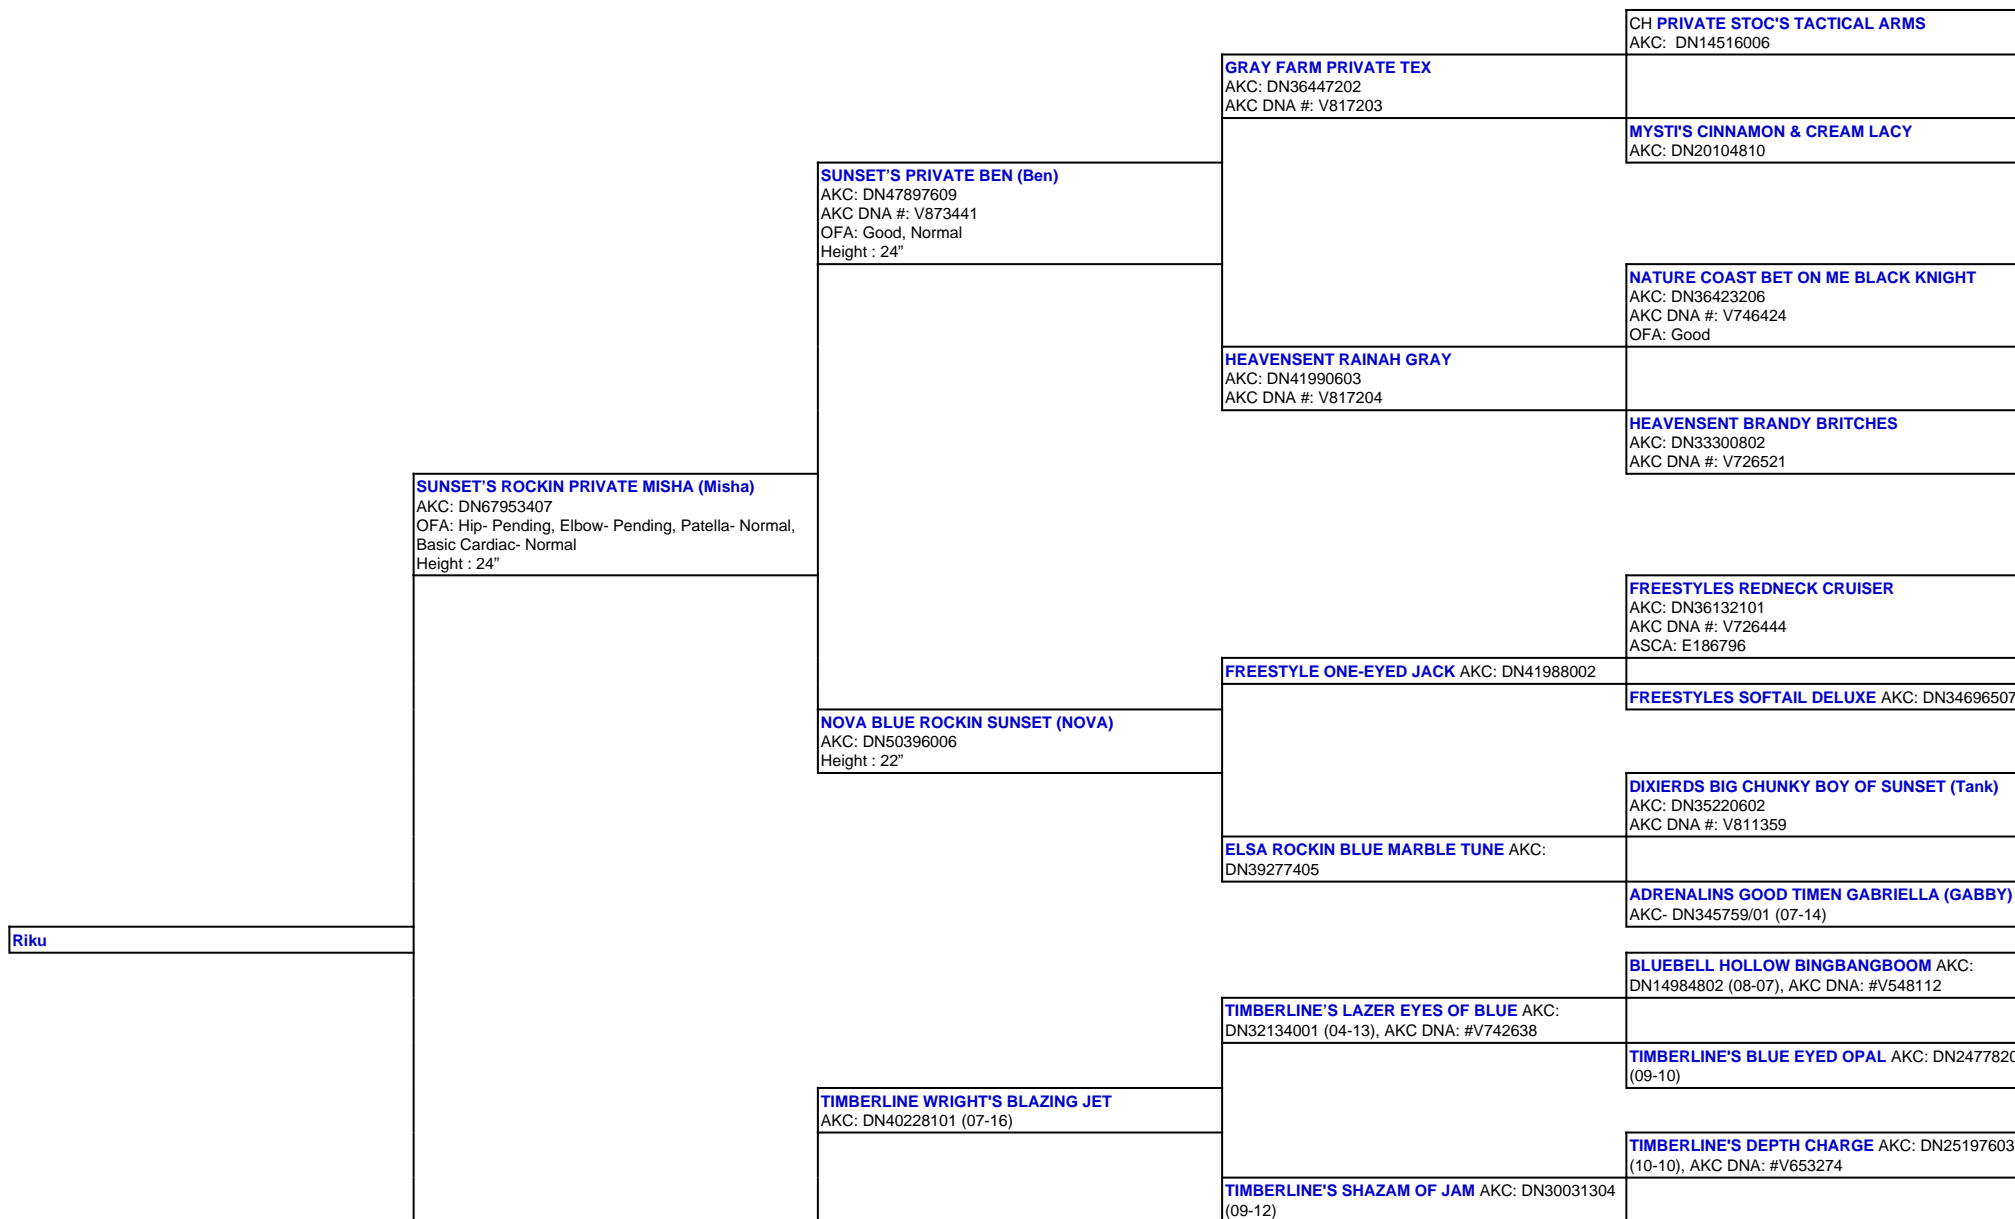 CH PRIVATE STOC'S TACTICAL ARMS
AKC:  DN14516006
GRAY FARM PRIVATE TEX
AKC: DN36447202
AKC DNA #: V817203
MYSTI'S CINNAMON & CREAM LACY
AKC: DN20104810
SUNSET’S PRIVATE BEN (Ben)
AKC: DN47897609
AKC DNA #: V873441
OFA: Good, Normal
Height : 24”
NATURE COAST BET ON ME BLACK KNIGHT
AKC: DN36423206
AKC DNA #: V746424
OFA: Good
HEAVENSENT RAINAH GRAY
AKC: DN41990603
AKC DNA #: V817204
HEAVENSENT BRANDY BRITCHES
AKC: DN33300802
AKC DNA #: V726521
SUNSET’S ROCKIN PRIVATE MISHA (Misha)
AKC: DN67953407
OFA: Hip- Pending, Elbow- Pending, Patella- Normal,
Basic Cardiac- Normal
Height : 24”
FREESTYLES REDNECK CRUISER
AKC: DN36132101
AKC DNA #: V726444
ASCA: E186796
FREESTYLE ONE-EYED JACK AKC: DN41988002
FREESTYLES SOFTAIL DELUXE AKC: DN34696507
NOVA BLUE ROCKIN SUNSET (NOVA)
AKC: DN50396006
Height : 22”
DIXIERDS BIG CHUNKY BOY OF SUNSET (Tank)
AKC: DN35220602
AKC DNA #: V811359
ELSA ROCKIN BLUE MARBLE TUNE AKC:
DN39277405
ADRENALINS GOOD TIMEN GABRIELLA (GABBY)
AKC- DN345759/01 (07-14)
Riku
BLUEBELL HOLLOW BINGBANGBOOM AKC:
DN14984802 (08-07), AKC DNA: #V548112
TIMBERLINE’S LAZER EYES OF BLUE AKC:
DN32134001 (04-13), AKC DNA: #V742638
TIMBERLINE'S BLUE EYED OPAL AKC: DN2477820
(09-10)
TIMBERLINE WRIGHT'S BLAZING JET
AKC: DN40228101 (07-16)
TIMBERLINE'S DEPTH CHARGE AKC: DN25197603
(10-10), AKC DNA: #V653274
TIMBERLINE'S SHAZAM OF JAM AKC: DN30031304
(09-12)